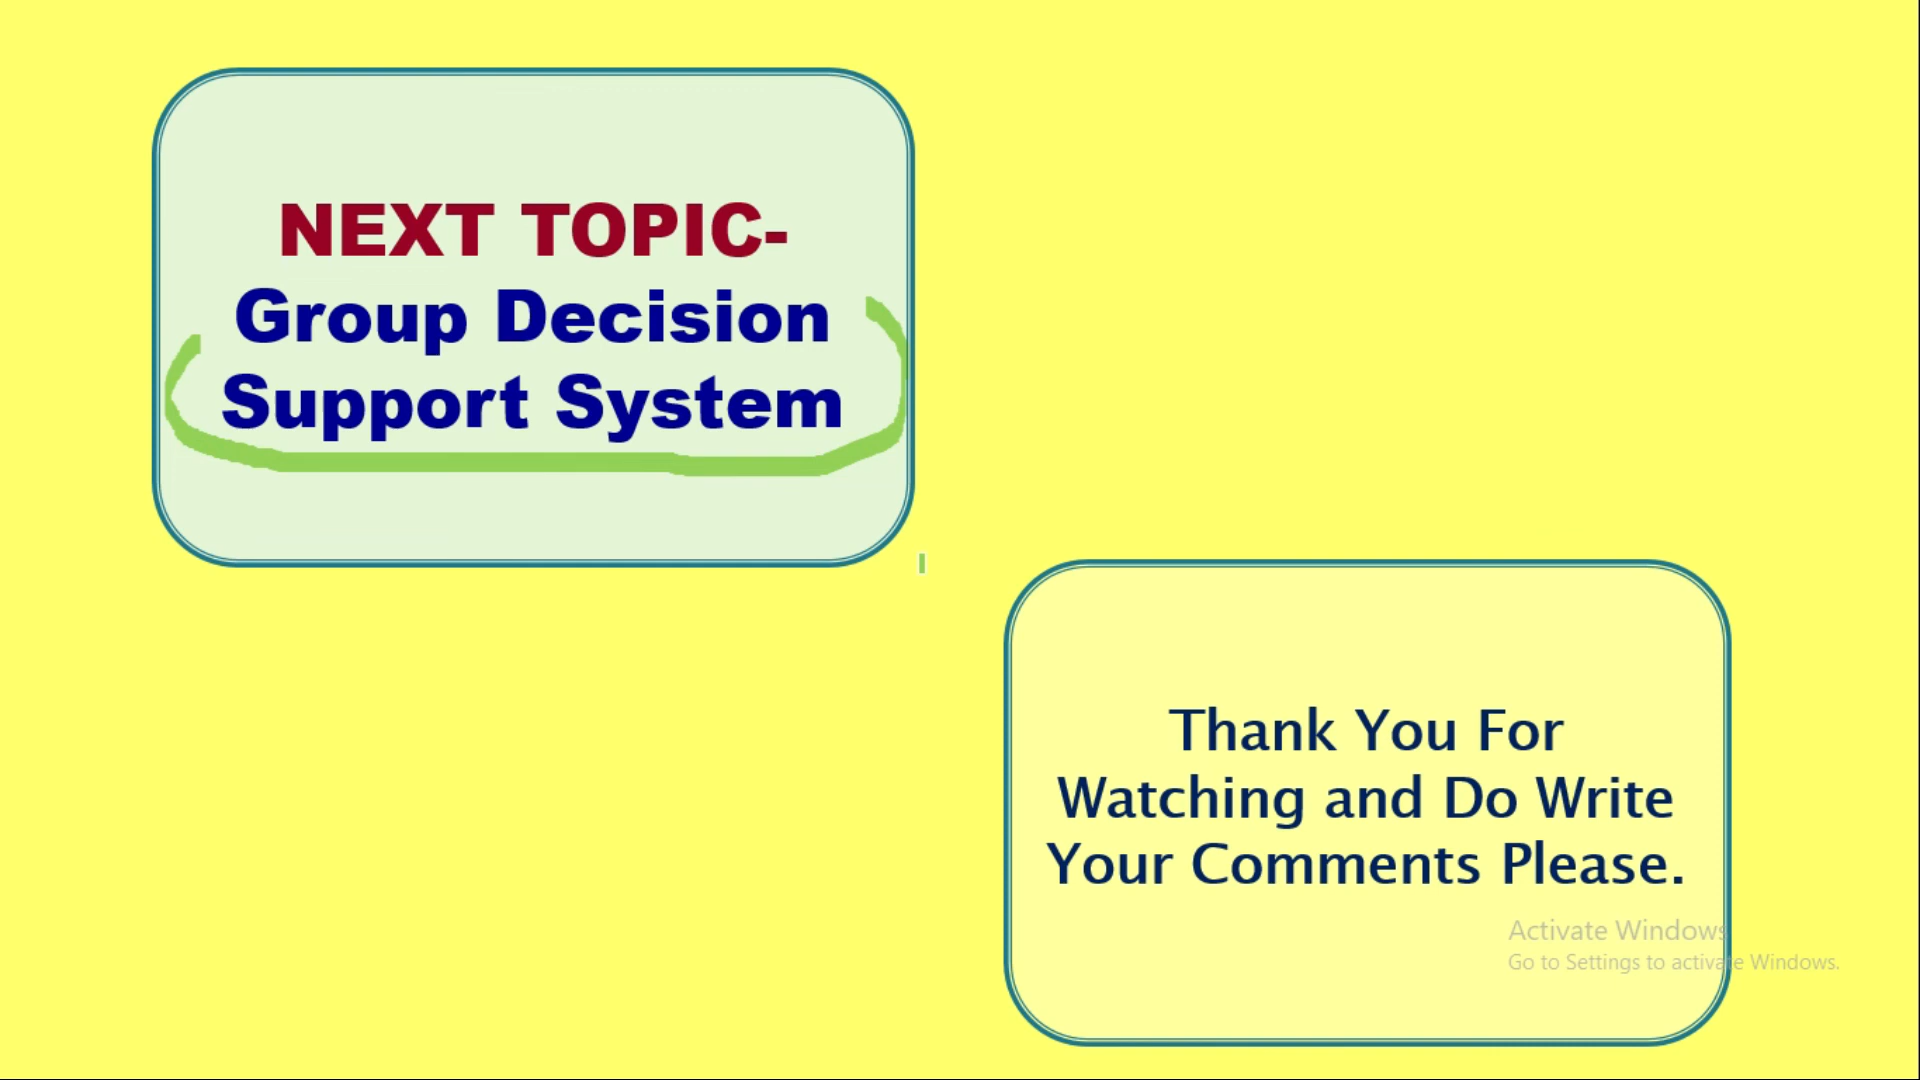 NEXT TOPIC-
Group Decision
Support System
Thank You For
Watching and Do Write
Your Comments Please.
Activate Windows
Go to Settings to activate Windows.